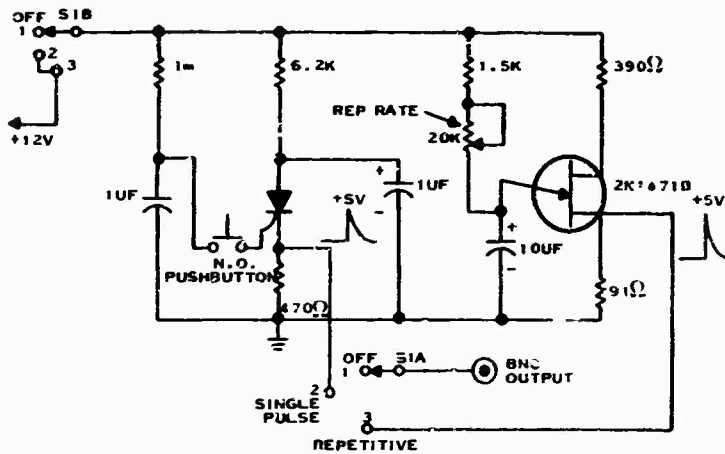 OFF S1B
1
2
3
+12V
1m
6.2K
1.5K
390Ω
REP RATE
20K
1UF
+
1UF
-
+5V
N.O.
PUSHBUTTON
470Ω
+
10UF
-
+5V
91Ω
OFF S1A
1
BNC
OUTPUT
2
SINGLE
PULSE
3
REPETITIVE